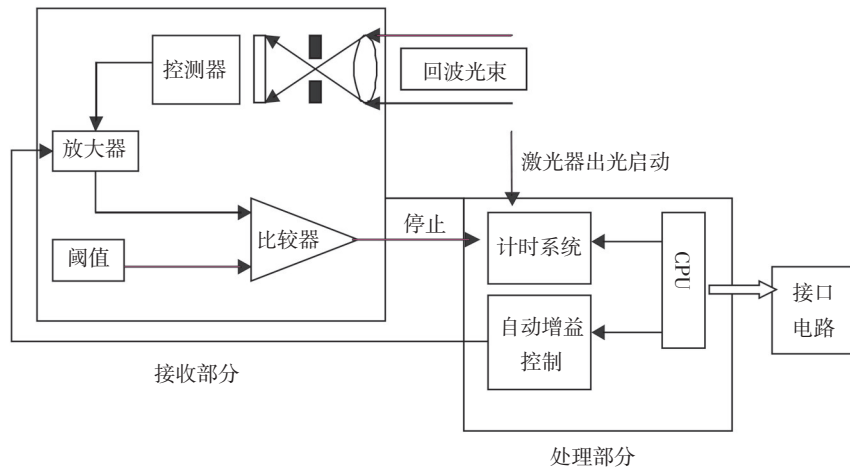 控测器
回波光束
放大器
激光器出光启动
比较器
停止
阈值
计时系统
CPU
接口
电路
自动增益
控制
接收部分
处理部分